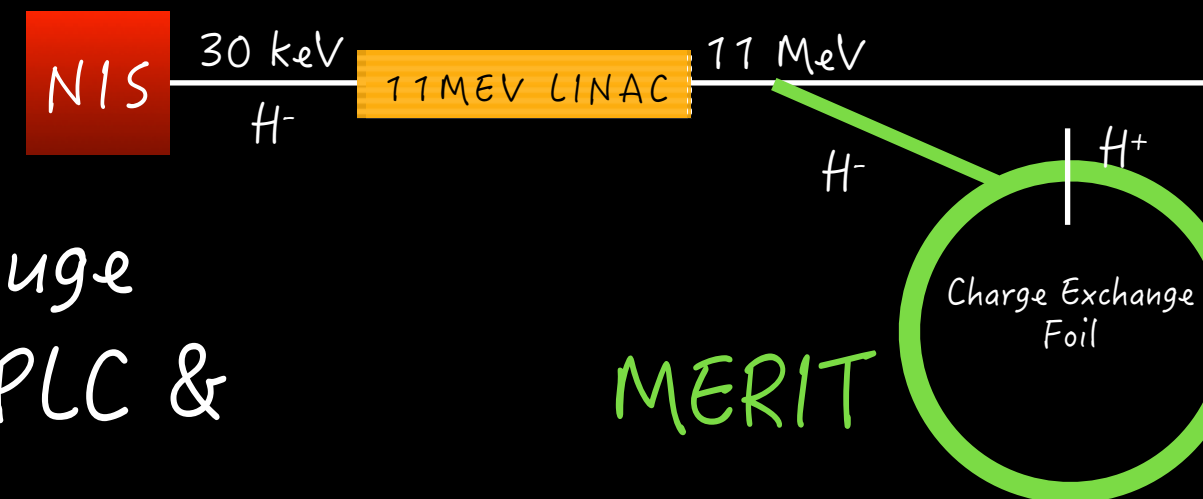 NIS
30 keV
H-
11MEV LINAC
11 MeV
H-
H+
Charge Exchange
Foil
uge
PLC &
MERIT